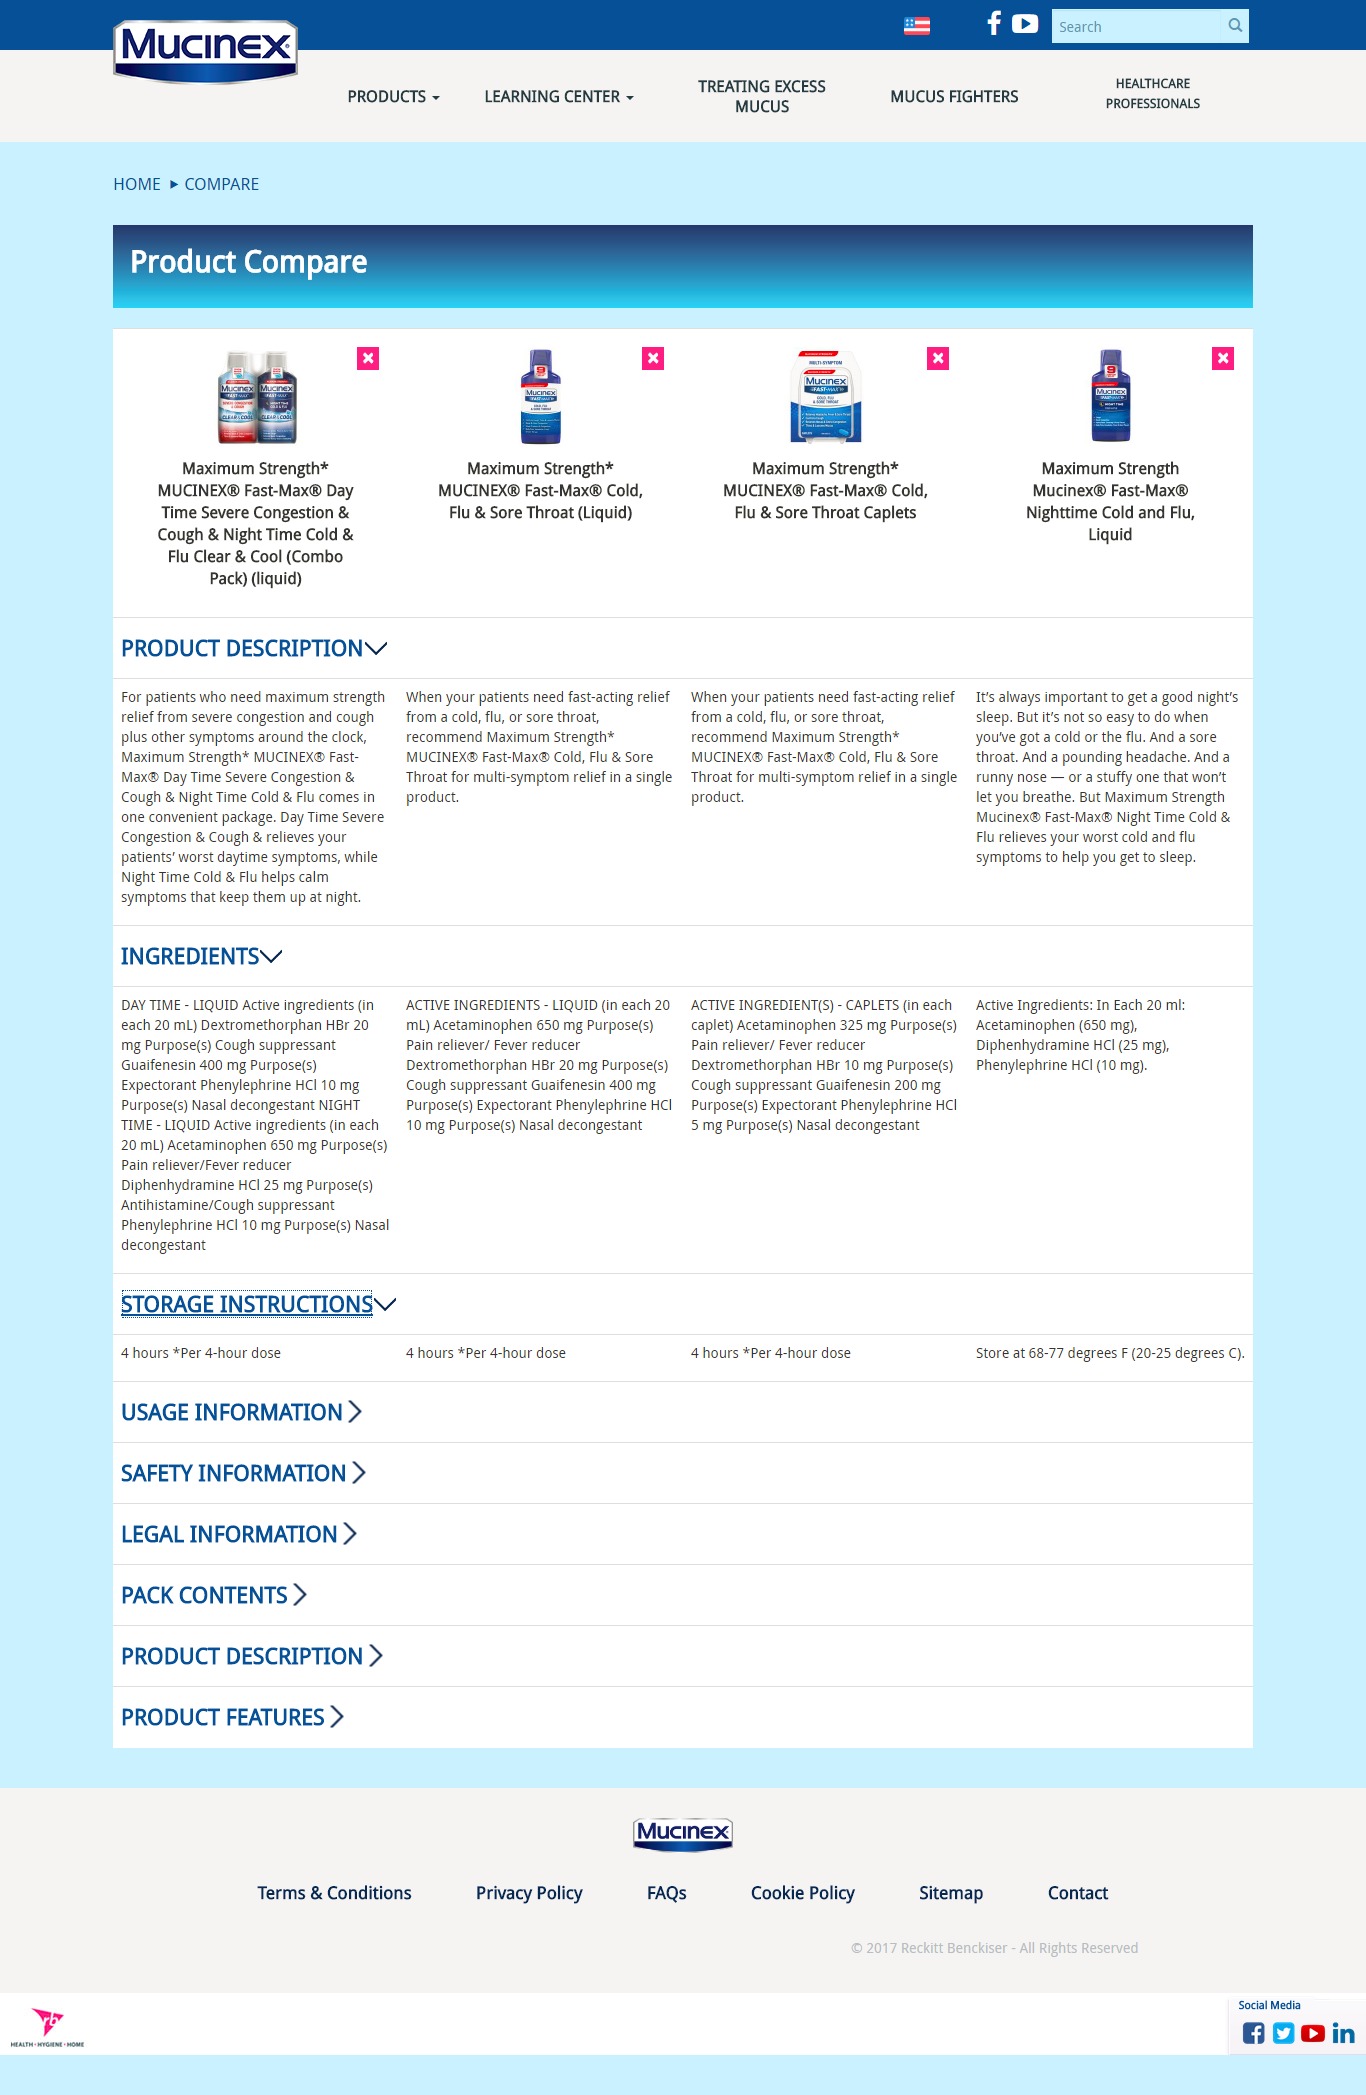 Mucinex®
Search
PRODUCTS
LEARNING CENTER
TREATING EXCESS
MUCUS
MUCUS FIGHTERS
HEALTHCARE
PROFESSIONALS
HOME
COMPARE
Product Compare
Maximum Strength*
MUCINEX® Fast-Max® Day
Time Severe Congestion &
Cough & Night Time Cold &
Flu Clear & Cool (Combo
Pack) (liquid)
Maximum Strength*
MUCINEX® Fast-Max® Cold,
Flu & Sore Throat (Liquid)
Maximum Strength*
MUCINEX® Fast-Max® Cold,
Flu & Sore Throat Caplets
Maximum Strength
Mucinex® Fast-Max®
Nighttime Cold and Flu,
Liquid
PRODUCT DESCRIPTION
For patients who need maximum strength
relief from severe congestion and cough
plus other symptoms around the clock,
Maximum Strength* MUCINEX® Fast-
Max® Day Time Severe Congestion &
Cough & Night Time Cold & Flu comes in
one convenient package. Day Time Severe
Congestion & Cough & relieves your
patients’ worst daytime symptoms, while
Night Time Cold & Flu helps calm
symptoms that keep them up at night.
When your patients need fast-acting relief
from a cold, flu, or sore throat,
recommend Maximum Strength*
MUCINEX® Fast-Max® Cold, Flu & Sore
Throat for multi-symptom relief in a single
product.
When your patients need fast-acting relief
from a cold, flu, or sore throat,
recommend Maximum Strength*
MUCINEX® Fast-Max® Cold, Flu & Sore
Throat for multi-symptom relief in a single
product.
It’s always important to get a good night’s
sleep. But it’s not so easy to do when
you’ve got a cold or the flu. And a sore
throat. And a pounding headache. And a
runny nose — or a stuffy one that won’t
let you breathe. But Maximum Strength
Mucinex® Fast-Max® Night Time Cold &
Flu relieves your worst cold and flu
symptoms to help you get to sleep.
INGREDIENTS
DAY TIME - LIQUID Active ingredients (in
each 20 mL) Dextromethorphan HBr 20
mg Purpose(s) Cough suppressant
Guaifenesin 400 mg Purpose(s)
Expectorant Phenylephrine HCl 10 mg
Purpose(s) Nasal decongestant NIGHT
TIME - LIQUID Active ingredients (in each
20 mL) Acetaminophen 650 mg Purpose(s)
Pain reliever/Fever reducer
Diphenhydramine HCl 25 mg Purpose(s)
Antihistamine/Cough suppressant
Phenylephrine HCl 10 mg Purpose(s) Nasal
decongestant
ACTIVE INGREDIENTS - LIQUID (in each 20
mL) Acetaminophen 650 mg Purpose(s)
Pain reliever/ Fever reducer
Dextromethorphan HBr 20 mg Purpose(s)
Cough suppressant Guaifenesin 400 mg
Purpose(s) Expectorant Phenylephrine HCl
10 mg Purpose(s) Nasal decongestant
ACTIVE INGREDIENT(S) - CAPLETS (in each
caplet) Acetaminophen 325 mg Purpose(s)
Pain reliever/ Fever reducer
Dextromethorphan HBr 10 mg Purpose(s)
Cough suppressant Guaifenesin 200 mg
Purpose(s) Expectorant Phenylephrine HCl
5 mg Purpose(s) Nasal decongestant
Active Ingredients: In Each 20 ml:
Acetaminophen (650 mg),
Diphenhydramine HCl (25 mg),
Phenylephrine HCl (10 mg).
STORAGE INSTRUCTIONS
4 hours *Per 4-hour dose
4 hours *Per 4-hour dose
4 hours *Per 4-hour dose
Store at 68-77 degrees F (20-25 degrees C).
USAGE INFORMATION
SAFETY INFORMATION
LEGAL INFORMATION
PACK CONTENTS
PRODUCT DESCRIPTION
PRODUCT FEATURES
Mucinex
Terms & Conditions
Privacy Policy
FAQs
Cookie Policy
Sitemap
Contact
© 2017 Reckitt Benckiser - All Rights Reserved
rb
HEALTH • HYGIENE • HOME
Social Media